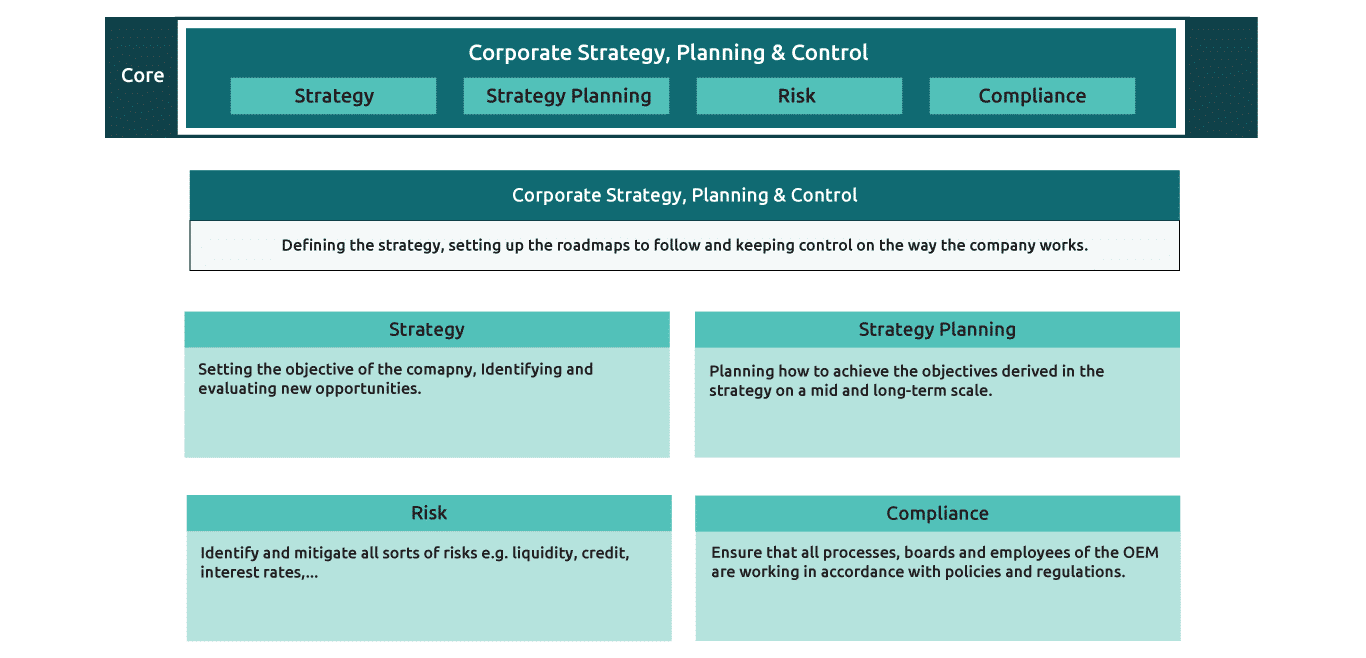 Corporate Strategy, Planning & Control
Core
Strategy
Strategy Planning
Risk
Compliance
Corporate Strategy, Planning & Control
Defining the strategy, setting up the roadmaps to follow and keeping control on the way the company works.
Strategy
Setting the objective of the comapny, Identifying and
evaluating new opportunities.
Strategy Planning
Planning how to achieve the objectives derived in the
strategy on a mid and long-term scale.
Risk
Identify and mitigate all sorts of risks e.g. liquidity, credit,
interest rates,...
Compliance
Ensure that all processes, boards and employees of the OEM
are working in accordance with policies and regulations.